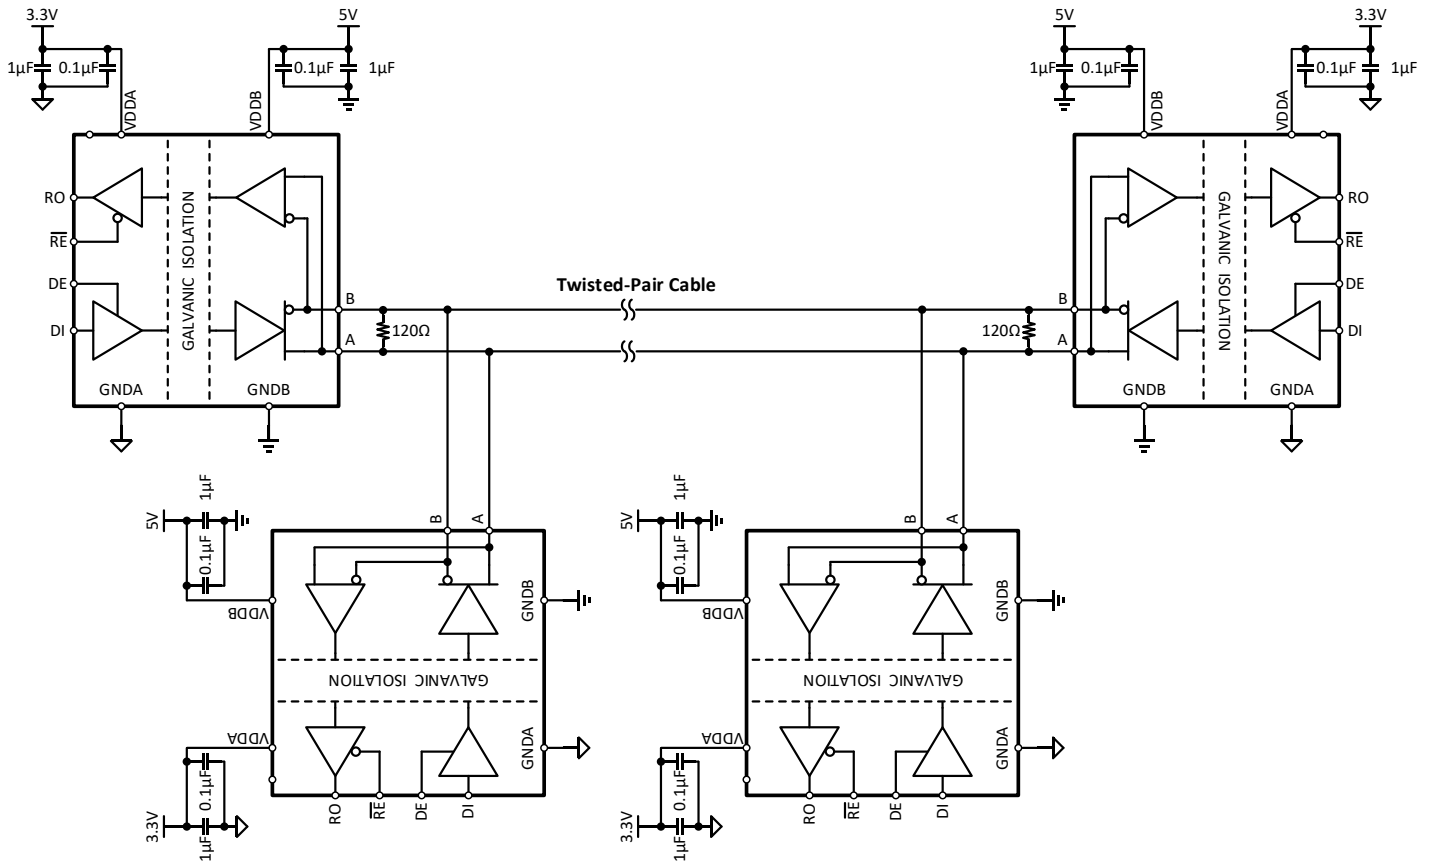 3.3V
5V
5V
3.3V
1µF
0.1µF
0.1µF
1µF
1µF
0.1µF
0.1µF
1µF
VDDA
VDDB
VDDB
VDDA
RO
RE
DE
DI
GALVANIC ISOLATION
B
A
GNDA
GNDB
120Ω
Twisted-Pair Cable
120Ω
B
A
GALVANIC ISOLATION
RO
RE
DE
DI
GNDB
GNDA
5V
1µF
0.1µF
VDDB
B
A
GNDB
GALVANIC ISOLATION
VDDA
GNDA
3.3V
0.1µF
1µF
RO
RE
DE
DI
5V
1µF
0.1µF
VDDB
B
A
GNDB
GALVANIC ISOLATION
VDDA
GNDA
3.3V
0.1µF
1µF
RO
RE
DE
DI